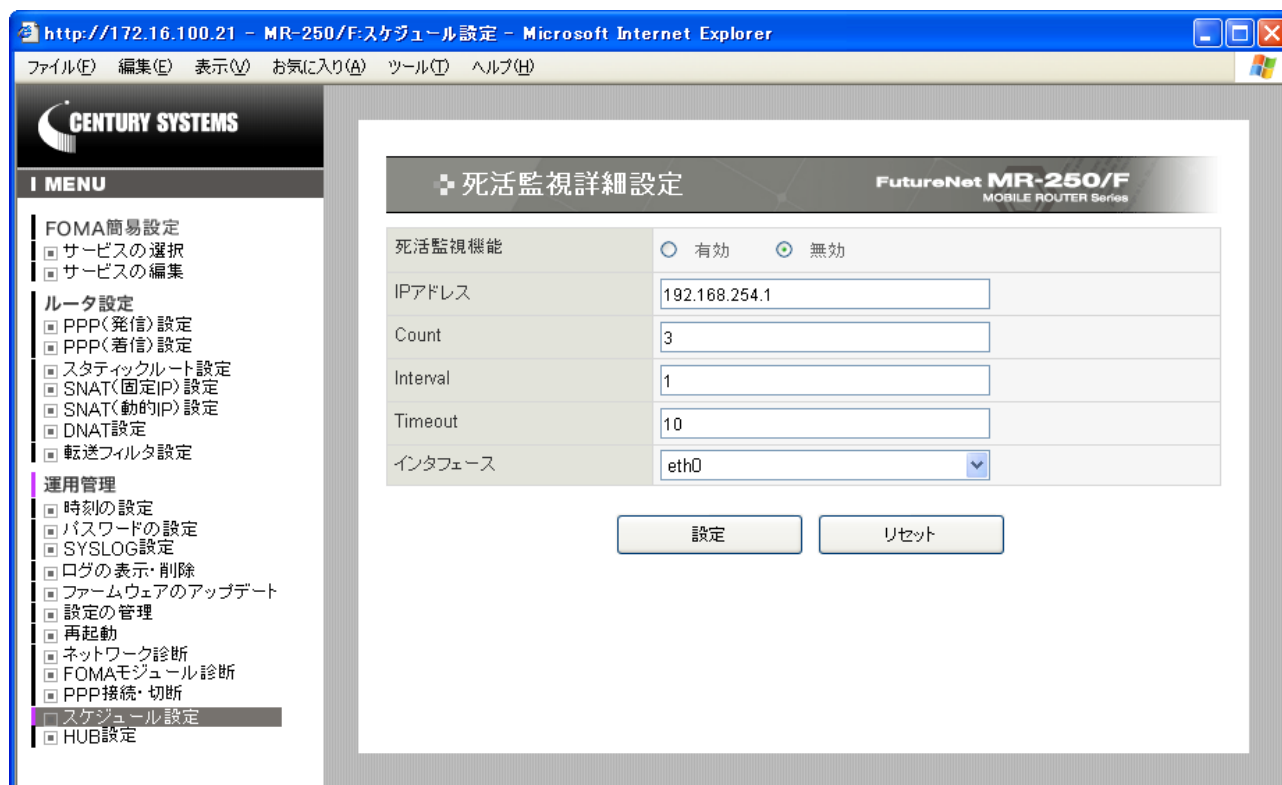 http://172.16.100.21 - MR-250/F:スケジュール設定 - Microsoft Internet Explorer
ファイル(F) 編集(E) 表示(V) お気に入り(A) ツール(T) ヘルプ(H)
CENTURY SYSTEMS
MENU
FOMA簡易設定
サービスの選択
サービスの編集
ルータ設定
PPP(発信)設定
PPP(着信)設定
スタティックルート設定
SNAT(固定IP)設定
SNAT(動的IP)設定
DNAT設定
転送フィルタ設定
運用管理
時刻の設定
パスワードの設定
SYSLOG設定
ログの表示・削除
ファームウェアのアップデート
設定の管理
再起動
ネットワーク診断
FOMAモジュール診断
PPP接続・切断
スケジュール設定
HUB設定
死活監視詳細設定
FutureNet MR-250/F
MOBILE ROUTER Series
死活監視機能 有効 無効
IPアドレス 192.168.254.1
Count 3
Interval 1
Timeout 10
インタフェース eth0
設定 リセット